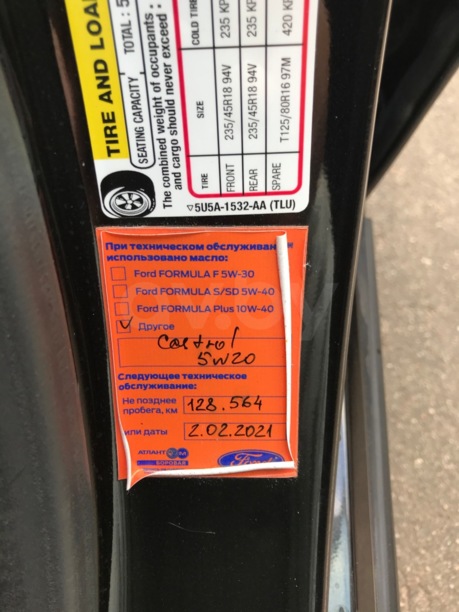 TIRE AND LOA
SEATING CAPACITY
TOTAL: 5
The combined weight of occupants
and cargo should never exceed:
TIRE SIZE COLD TIRE
FRONT 235/45R18 94V 235 KP
REAR 235/45R18 94V 235 KP
SPARE T125/80R16 97M 420 KP
5U5A-1532-AA (TLU)
При техническом обслуживании
использовано масло:
Ford FORMULA F 5W-30
Ford FORMULA S/SD 5W-40
Ford FORMULA Plus 10W-40
Другое
Castrol
5W20
Следующее техническое
обслуживание:
Не позднее
пробега, км 128.564
или даты 2.02.2021
АТЛАНТ М
БОРОВАЯ
Ford